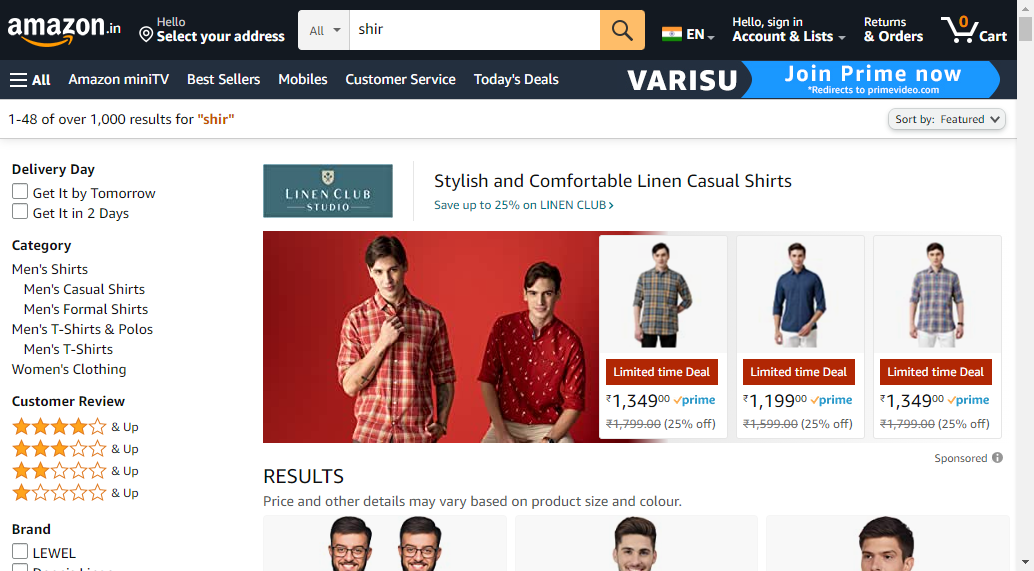 amazon.in
Hello
Select your address
All
shir
EN
Hello, sign in
Account & Lists
Returns
& Orders
0
Cart
All
Amazon miniTV
Best Sellers
Mobiles
Customer Service
Today's Deals
VARISU
Join Prime now
*Redirects to primevideo.com
1-48 of over 1,000 results for "shir"
Sort by: Featured
Delivery Day
Get It by Tomorrow
Get It in 2 Days
Category
Men's Shirts
Men's Casual Shirts
Men's Formal Shirts
Men's T-Shirts & Polos
Men's T-Shirts
Women's Clothing
Customer Review
& Up
& Up
& Up
& Up
Brand
LEWEL
LINEN CLUB
STUDIO
Stylish and Comfortable Linen Casual Shirts
Save up to 25% on LINEN CLUB
Limited time Deal
₹1,34900 prime
₹1,799.00 (25% off)
Limited time Deal
₹1,19900 prime
₹1,599.00 (25% off)
Limited time Deal
₹1,34900 prime
₹1,799.00 (25% off)
Sponsored
RESULTS
Price and other details may vary based on product size and colour.